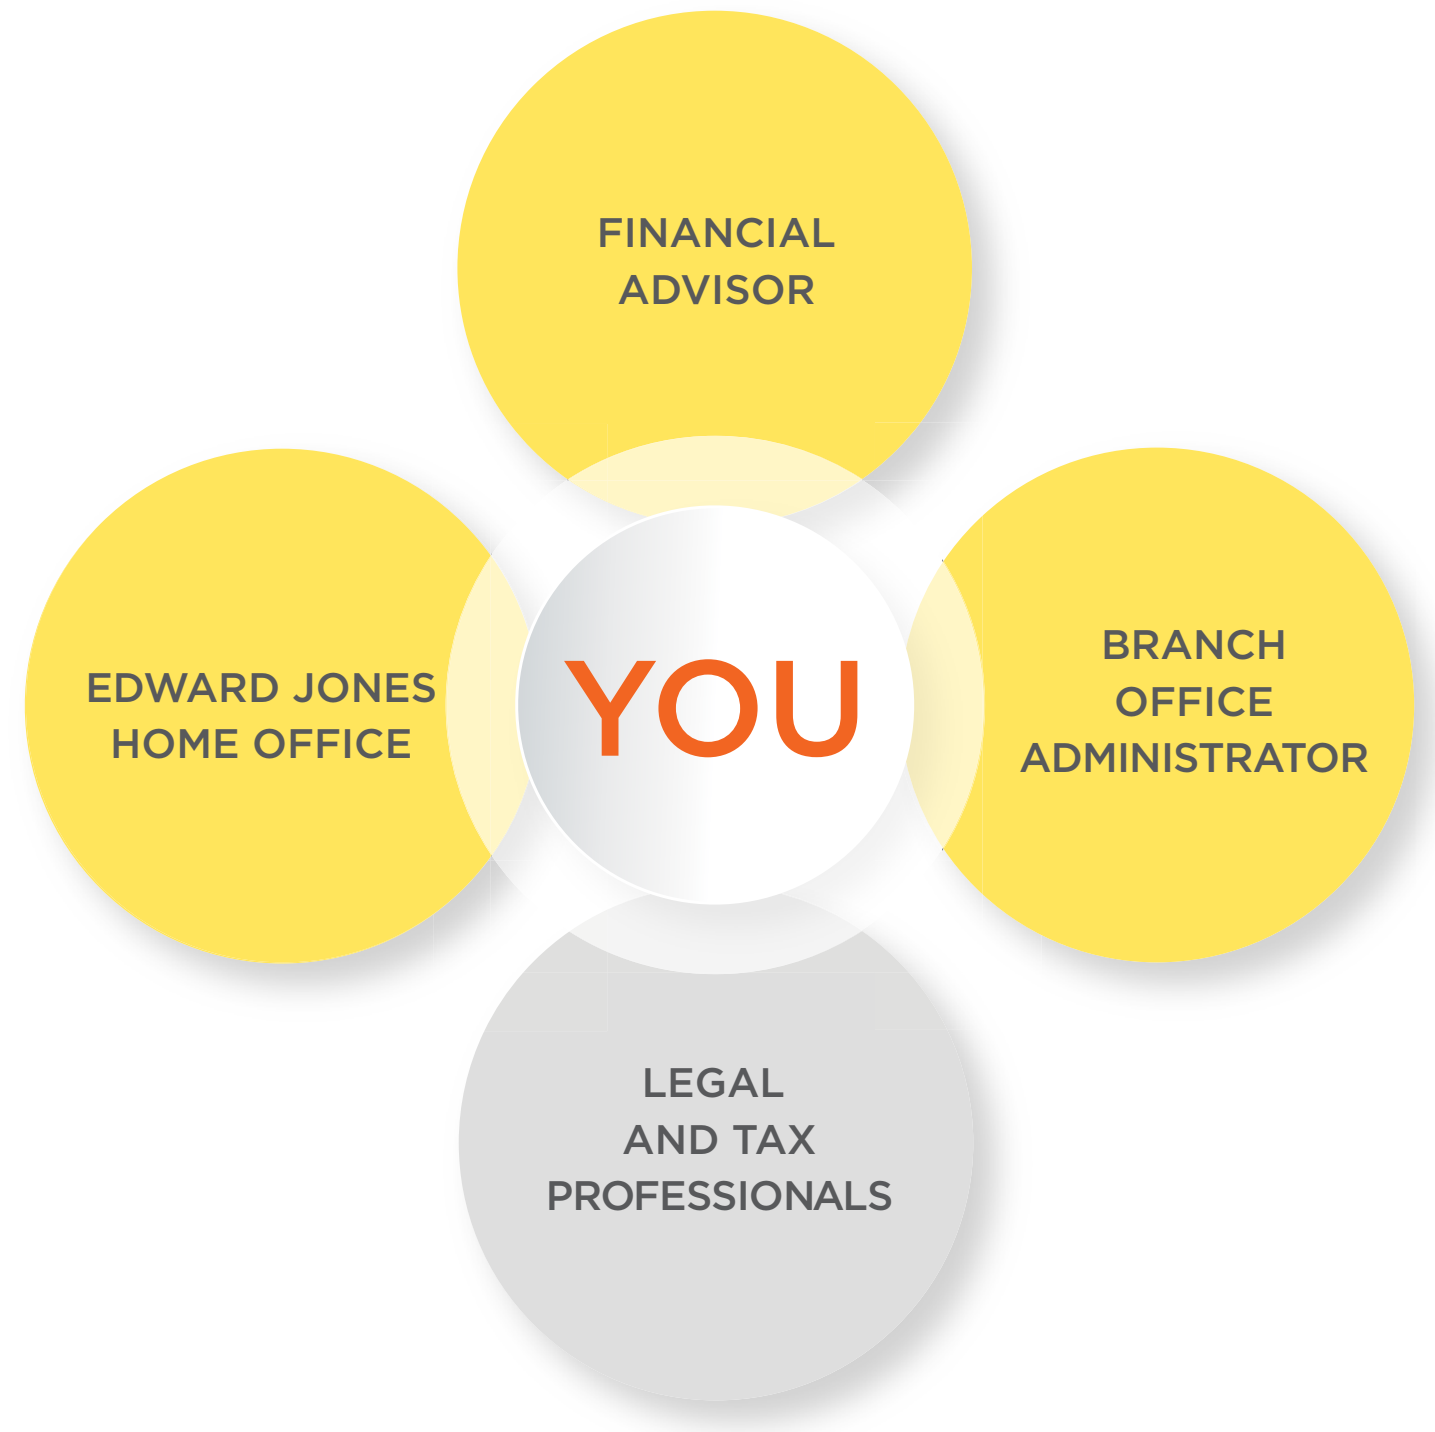 FINANCIAL
ADVISOR
EDWARD JONES
HOME OFFICE
YOU
BRANCH
OFFICE
ADMINISTRATOR
LEGAL
AND TAX
PROFESSIONALS